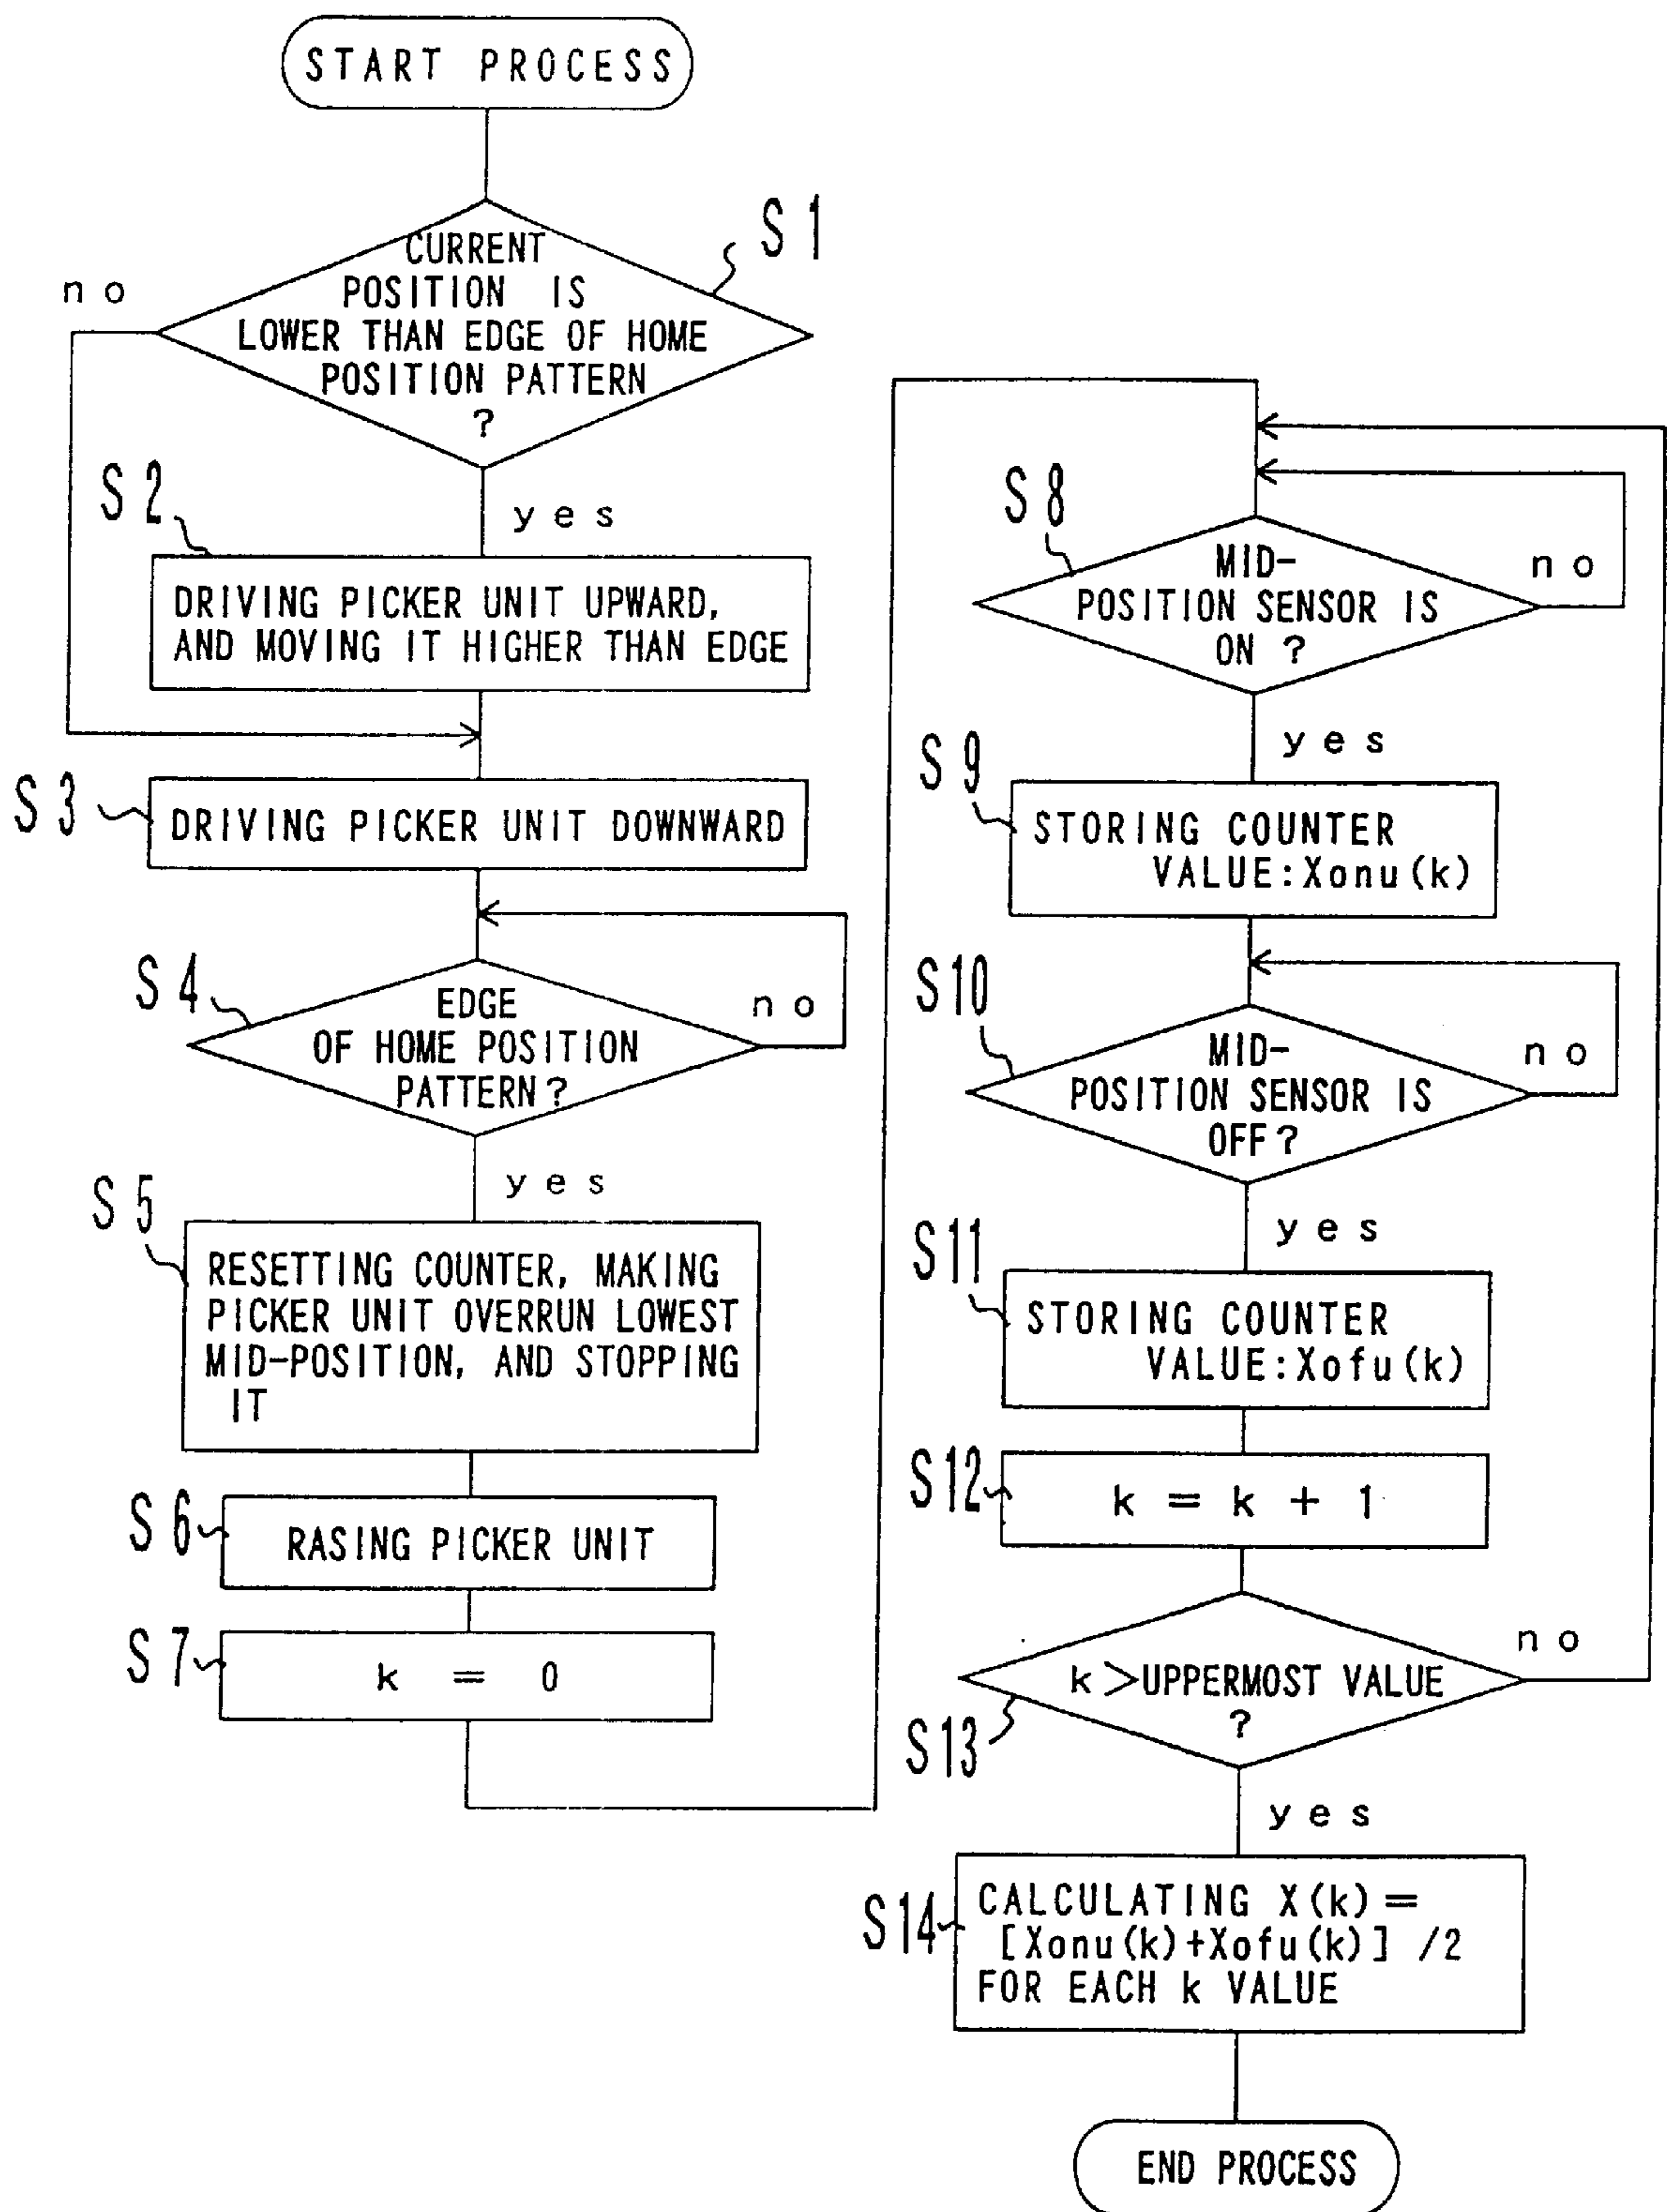 START PROCESS
S1
CURRENT
POSITION IS
LOWER THAN EDGE OF HOME
POSITION PATTERN
?
no
yes
S2
DRIVING PICKER UNIT UPWARD,
AND MOVING IT HIGHER THAN EDGE
S3
DRIVING PICKER UNIT DOWNWARD
S4
EDGE
OF HOME POSITION
PATTERN?
no
yes
S5
RESETTING COUNTER, MAKING
PICKER UNIT OVERRUN LOWEST
MID-POSITION, AND STOPPING
IT
S6
RASING PICKER UNIT
S7
k = 0
S8
MID-
POSITION SENSOR IS
ON ?
no
yes
S9
STORING COUNTER
VALUE:Xonu(k)
S10
MID-
POSITION SENSOR IS
OFF?
no
yes
S11
STORING COUNTER
VALUE:Xofu(k)
S12
k = k + 1
S13
k >UPPERMOST VALUE
?
no
yes
S14
CALCULATING X(k)=
[Xonu(k)+Xofu(k)] /2
FOR EACH k VALUE
END PROCESS